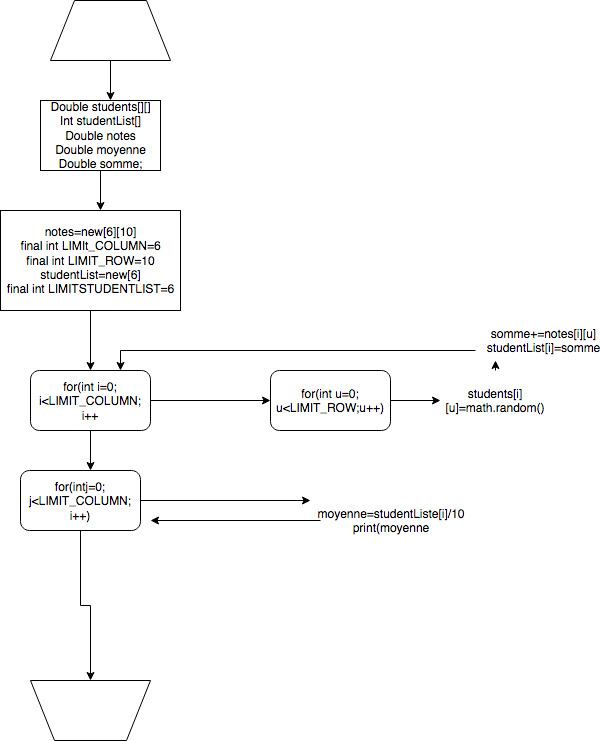 Double students[][]
Int studentList[]
Double notes
Double moyenne
Double somme;
notes=new[6][10]
final int LIMIt_COLUMN=6
final int LIMIT_ROW=10
studentList=new[6]
final int LIMITSTUDENTLIST=6
somme+=notes[i][u]
studentList[i]=somme
for(int i=0;
i<LIMIT_COLUMN;
i++
for(int u=0;
u<LIMIT_ROW;u++)
students[i]
[u]=math.random()
for(intj=0;
j<LIMIT_COLUMN;
i++)
moyenne=studentListe[i]/10
print(moyenne